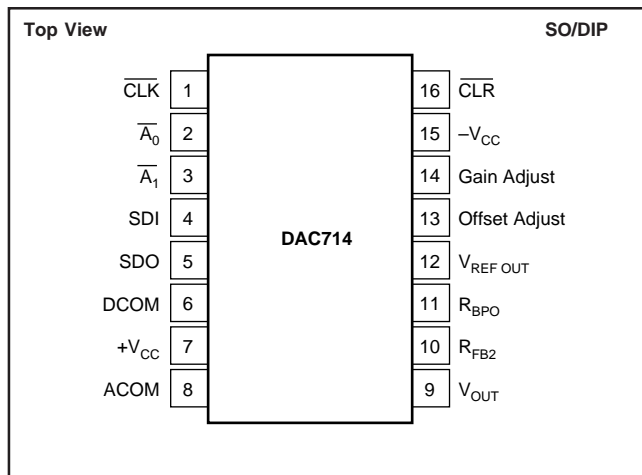 Top View SO/DIP
CLK 1
A0 2
A1 3
SDI 4
SDO 5
DCOM 6
+VCC 7
ACOM 8
DAC714
16 CLR
15 –VCC
14 Gain Adjust
13 Offset Adjust
12 VREF OUT
11 RBPO
10 RFB2
9 VOUT